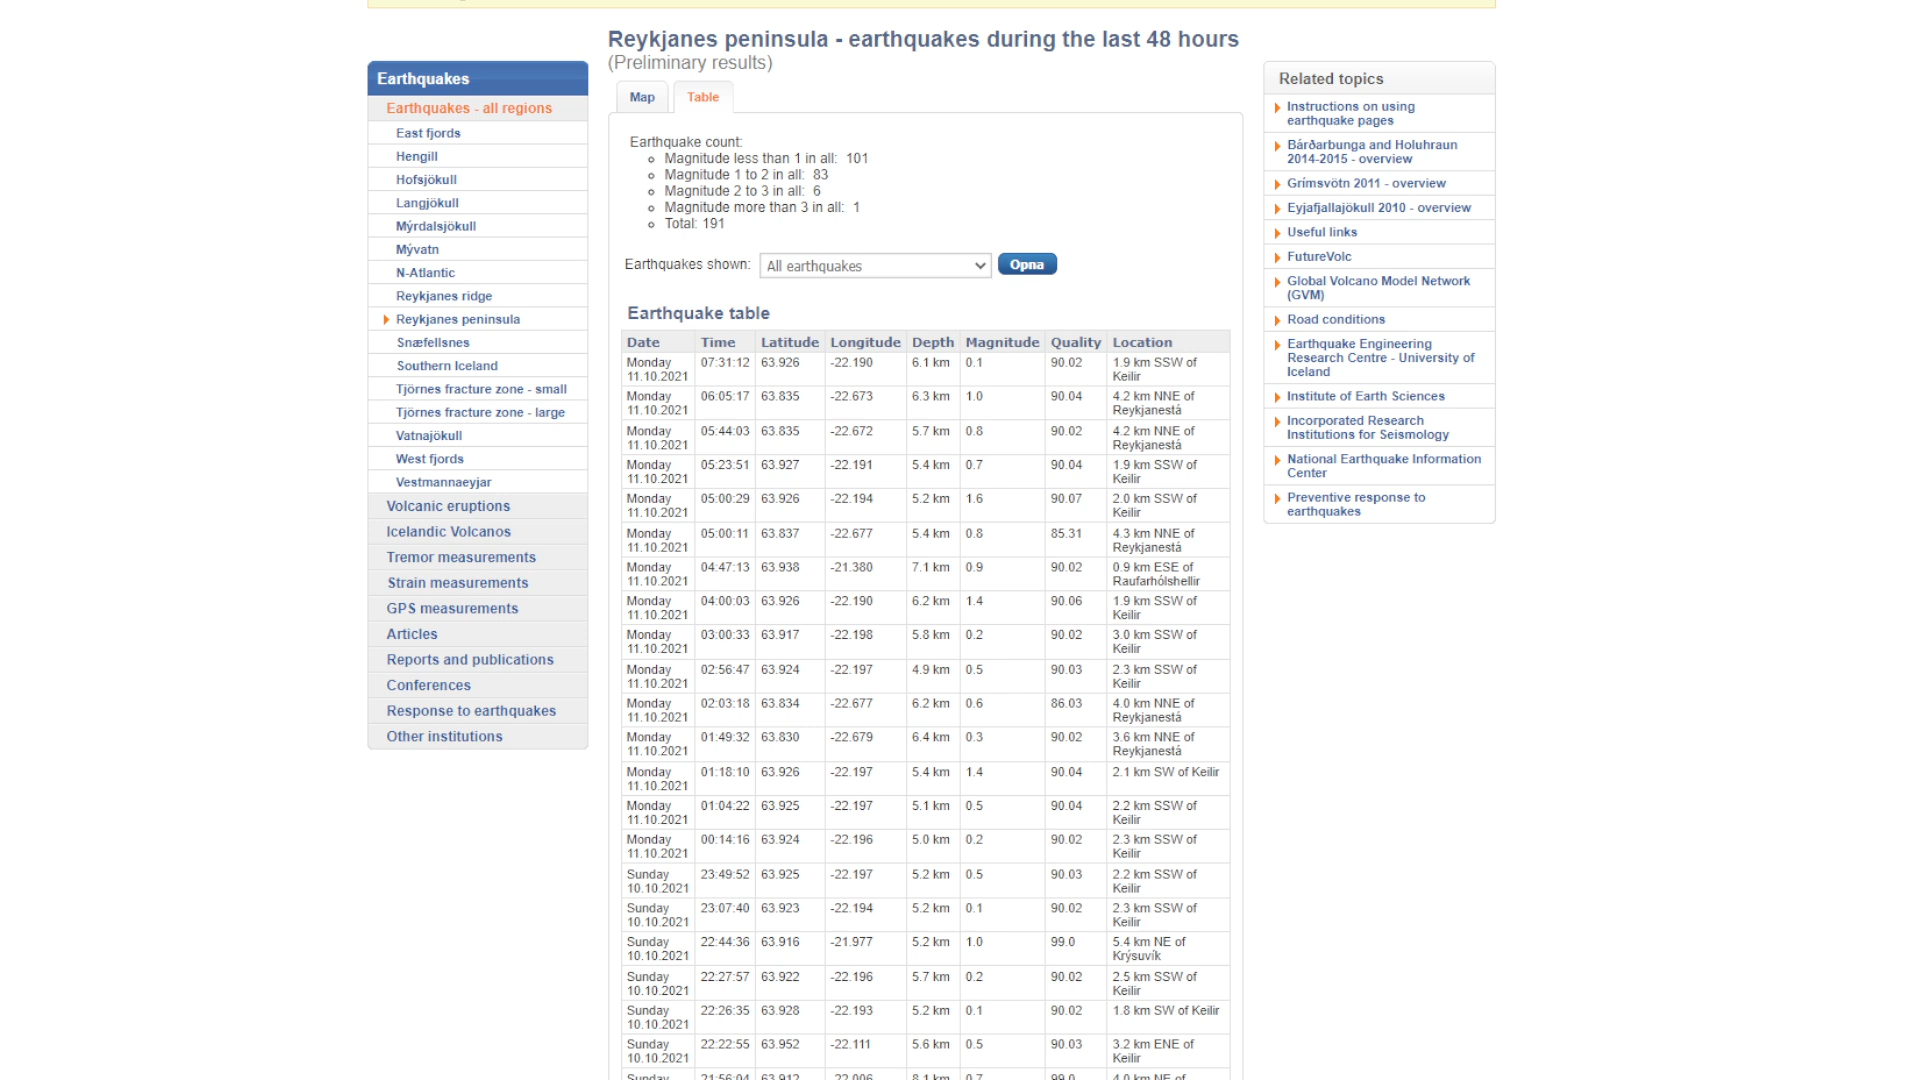 Reykjanes peninsula - earthquakes during the last 48 hours
(Preliminary results)
Earthquakes
Earthquakes - all regions
East fjords
Hengill
Hofsjökull
Langjökull
Mýrdalsjökull
Mývatn
N-Atlantic
Reykjanes ridge
Reykjanes peninsula
Snæfellsnes
Southern Iceland
Tjörnes fracture zone - small
Tjörnes fracture zone - large
Vatnajökull
West fjords
Vestmannaeyjar
Volcanic eruptions
Icelandic Volcanos
Tremor measurements
Strain measurements
GPS measurements
Articles
Reports and publications
Conferences
Response to earthquakes
Other institutions
Map Table
Earthquake count:
Magnitude less than 1 in all: 101
Magnitude 1 to 2 in all: 83
Magnitude 2 to 3 in all: 6
Magnitude more than 3 in all: 1
Total: 191
Earthquakes shown: All earthquakes Opna
Earthquake table
Date Time Latitude Longitude Depth Magnitude Quality Location
Monday 07:31:12 63.926 -22.190 6.1 km 0.1 90.02 1.9 km SSW of
11.10.2021 Keilir
Monday 06:05:17 63.835 -22.673 6.3 km 1.0 90.04 4.2 km NNE of
11.10.2021 Reykjanestá
Monday 05:44:03 63.835 -22.672 5.7 km 0.8 90.02 4.2 km NNE of
11.10.2021 Reykjanestá
Monday 05:23:51 63.927 -22.191 5.4 km 0.7 90.04 1.9 km SSW of
11.10.2021 Keilir
Monday 05:00:29 63.926 -22.194 5.2 km 1.6 90.07 2.0 km SSW of
11.10.2021 Keilir
Monday 05:00:11 63.837 -22.677 5.4 km 0.8 85.31 4.3 km NNE of
11.10.2021 Reykjanestá
Monday 04:47:13 63.938 -21.380 7.1 km 0.9 90.02 0.9 km ESE of
11.10.2021 Raufarhólshellir
Monday 04:00:03 63.926 -22.190 6.2 km 1.4 90.06 1.9 km SSW of
11.10.2021 Keilir
Monday 03:00:33 63.917 -22.198 5.8 km 0.2 90.02 3.0 km SSW of
11.10.2021 Keilir
Monday 02:56:47 63.924 -22.197 4.9 km 0.5 90.03 2.3 km SSW of
11.10.2021 Keilir
Monday 02:03:18 63.834 -22.677 6.2 km 0.6 86.03 4.0 km NNE of
11.10.2021 Reykjanestá
Monday 01:49:32 63.830 -22.679 6.4 km 0.3 90.02 3.6 km NNE of
11.10.2021 Reykjanestá
Monday 01:18:10 63.926 -22.197 5.4 km 1.4 90.04 2.1 km SW of Keilir
11.10.2021
Monday 01:04:22 63.925 -22.197 5.1 km 0.5 90.04 2.2 km SSW of
11.10.2021 Keilir
Monday 00:14:16 63.924 -22.196 5.0 km 0.2 90.02 2.3 km SSW of
11.10.2021 Keilir
Sunday 23:49:52 63.925 -22.197 5.2 km 0.5 90.03 2.2 km SSW of
10.10.2021 Keilir
Sunday 23:07:40 63.923 -22.194 5.2 km 0.1 90.02 2.3 km SSW of
10.10.2021 Keilir
Sunday 22:44:36 63.916 -21.977 5.2 km 1.0 99.0 5.4 km NE of
10.10.2021 Krýsuvík
Sunday 22:27:57 63.922 -22.196 5.7 km 0.2 90.02 2.5 km SSW of
10.10.2021 Keilir
Sunday 22:26:35 63.928 -22.193 5.2 km 0.1 90.02 1.8 km SW of Keilir
10.10.2021
Sunday 22:22:55 63.952 -22.111 5.6 km 0.5 90.03 3.2 km ENE of
10.10.2021 Keilir
Sunday 21:56:04 63.912 -22.006 8.1 km 0.7 99.0 4.0 km NE of
Related topics
Instructions on using
earthquake pages
Bárðarbunga and Holuhraun
2014-2015 - overview
Grímsvötn 2011 - overview
Eyjafjallajökull 2010 - overview
Useful links
FutureVolc
Global Volcano Model Network
(GVM)
Road conditions
Earthquake Engineering
Research Centre - University of
Iceland
Institute of Earth Sciences
Incorporated Research
Institutions for Seismology
National Earthquake Information
Center
Preventive response to
earthquakes